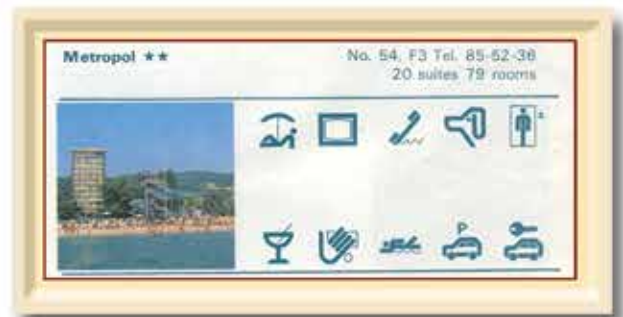 Metropol ★★
No. 54, F3 Tel. 85-52-36
20 suites 79 rooms
P